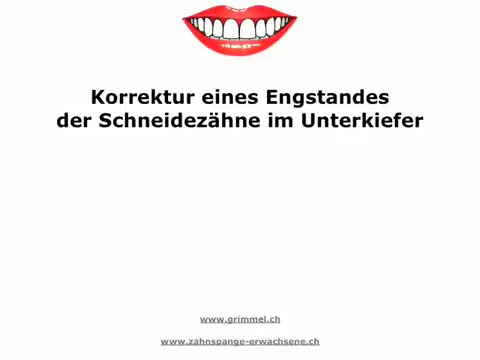 Korrektur eines Engstandes
der Schneidezähne im Unterkiefer
www.grimmel.ch
www.zahnspange-erwachsene.ch